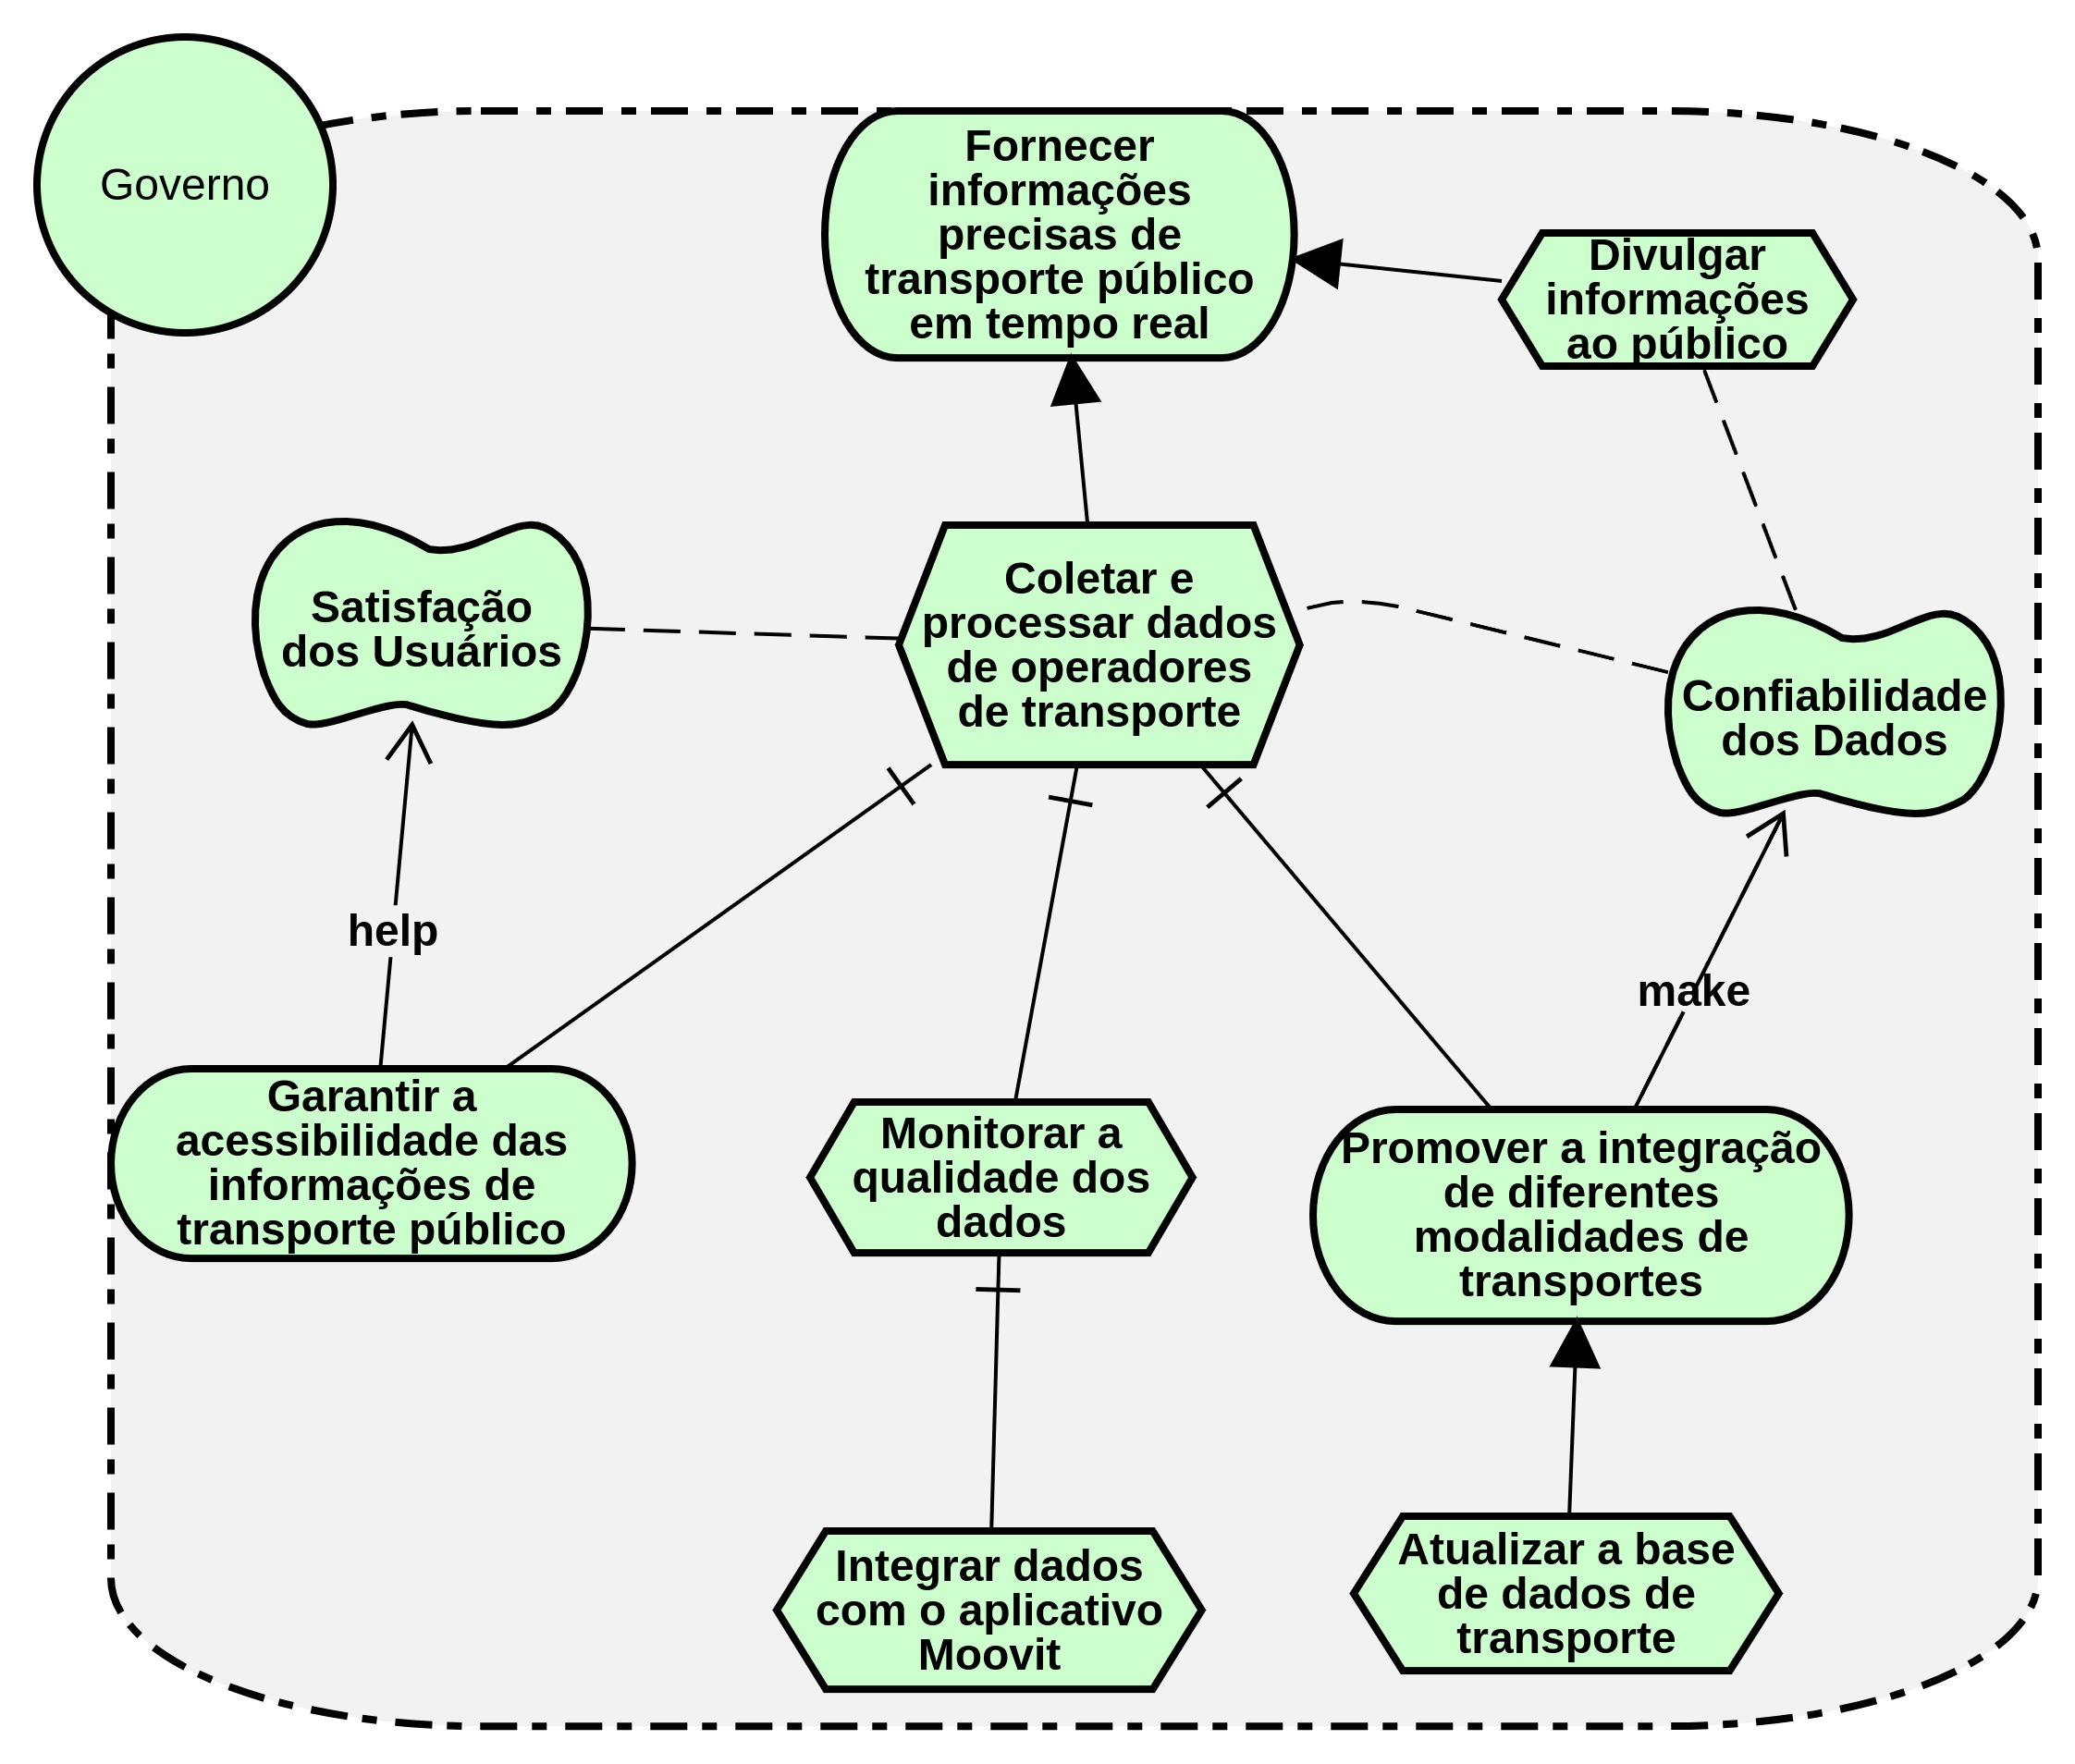 Governo
Fornecer
informações
precisas de
transporte público
em tempo real
Divulgar
informações
ao público
Satisfação
dos Usuários
Coletar e
processar dados
de operadores
de transporte
Confiabilidade
dos Dados
help
make
Garantir a
acessibilidade das
informações de
transporte público
Monitorar a
qualidade dos
dados
Promover a integração
de diferentes
modalidades de
transportes
Integrar dados
com o aplicativo
Moovit
Atualizar a base
de dados de
transporte